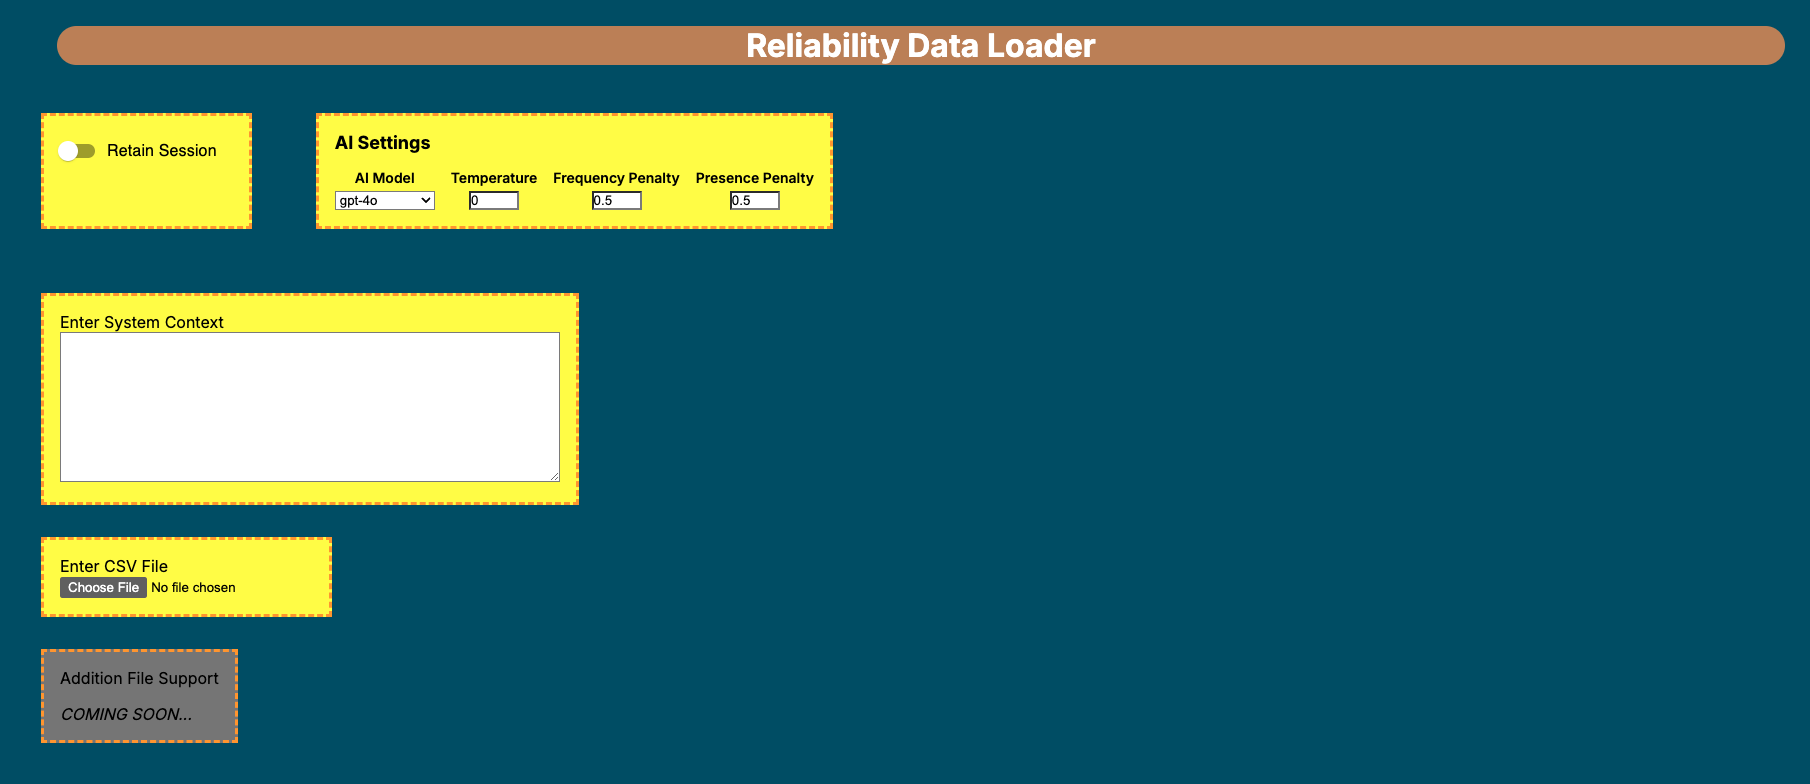 Reliability Data Loader
Retain Session
AI Settings
AI Model Temperature Frequency Penalty Presence Penalty
gpt-4o 0 0.5 0.5
Enter System Context
Enter CSV File
Choose File No file chosen
Addition File Support
COMING SOON...